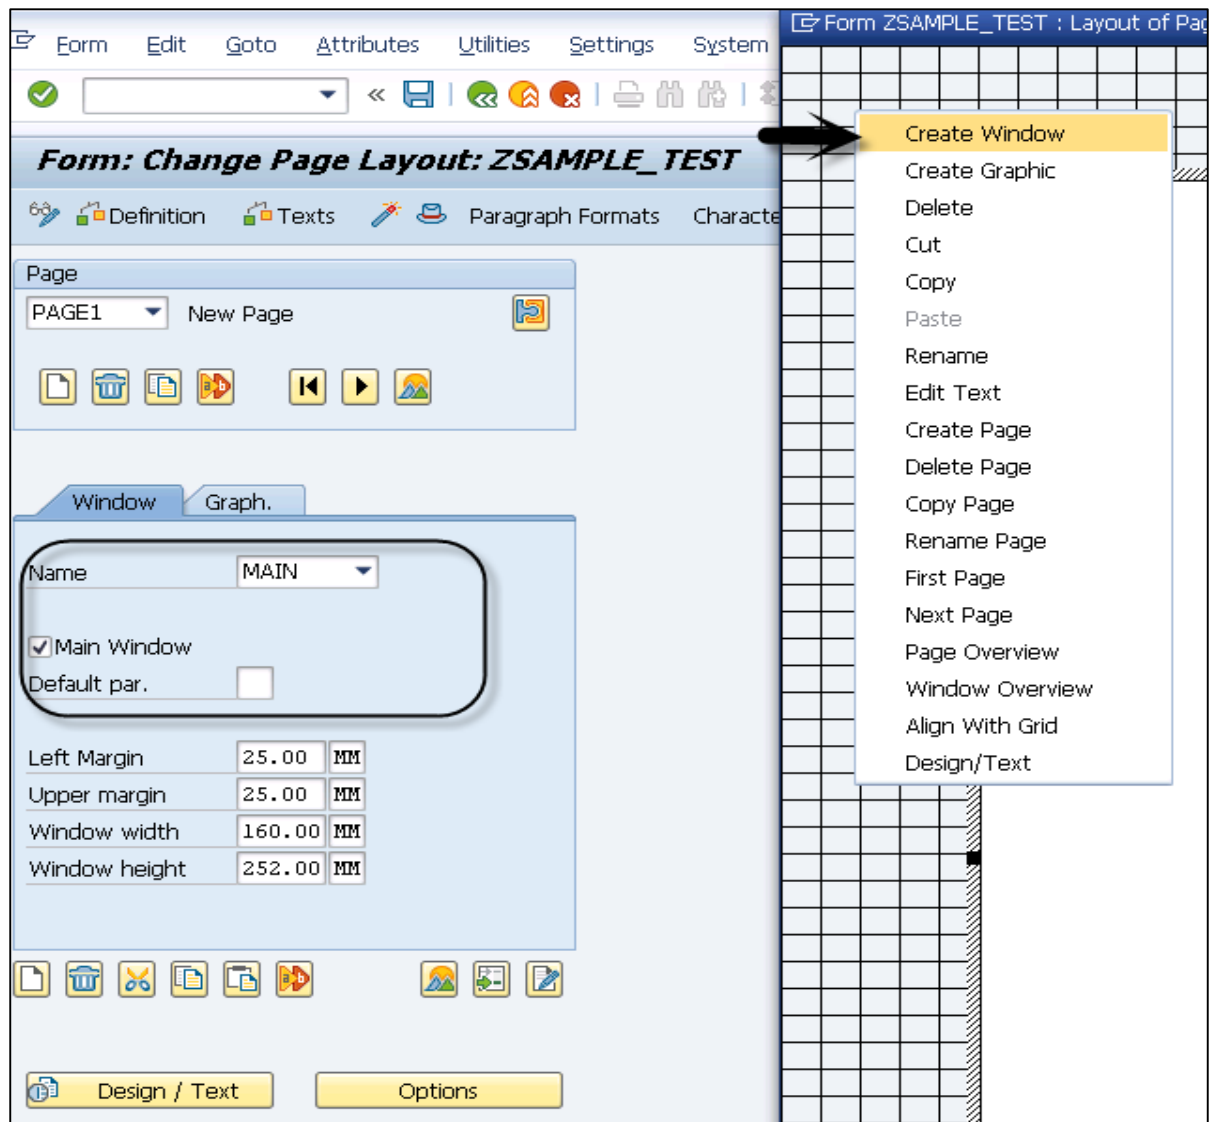 Form Edit Goto Attributes Utilities Settings System
Form: Change Page Layout: ZSAMPLE_TEST
Definition Texts Paragraph Formats
Page
PAGE1 New Page
Window Graph.
Name MAIN
Main Window
Default par.
Left Margin 25.00 MM
Upper margin 25.00 MM
Window width 160.00 MM
Window height 252.00 MM
Design / Text Options
Form ZSAMPLE_TEST : Layout of
Create Window
Create Graphic
Delete
Cut
Copy
Paste
Rename
Edit Text
Create Page
Delete Page
Copy Page
Rename Page
First Page
Next Page
Page Overview
Window Overview
Align With Grid
Design/Text